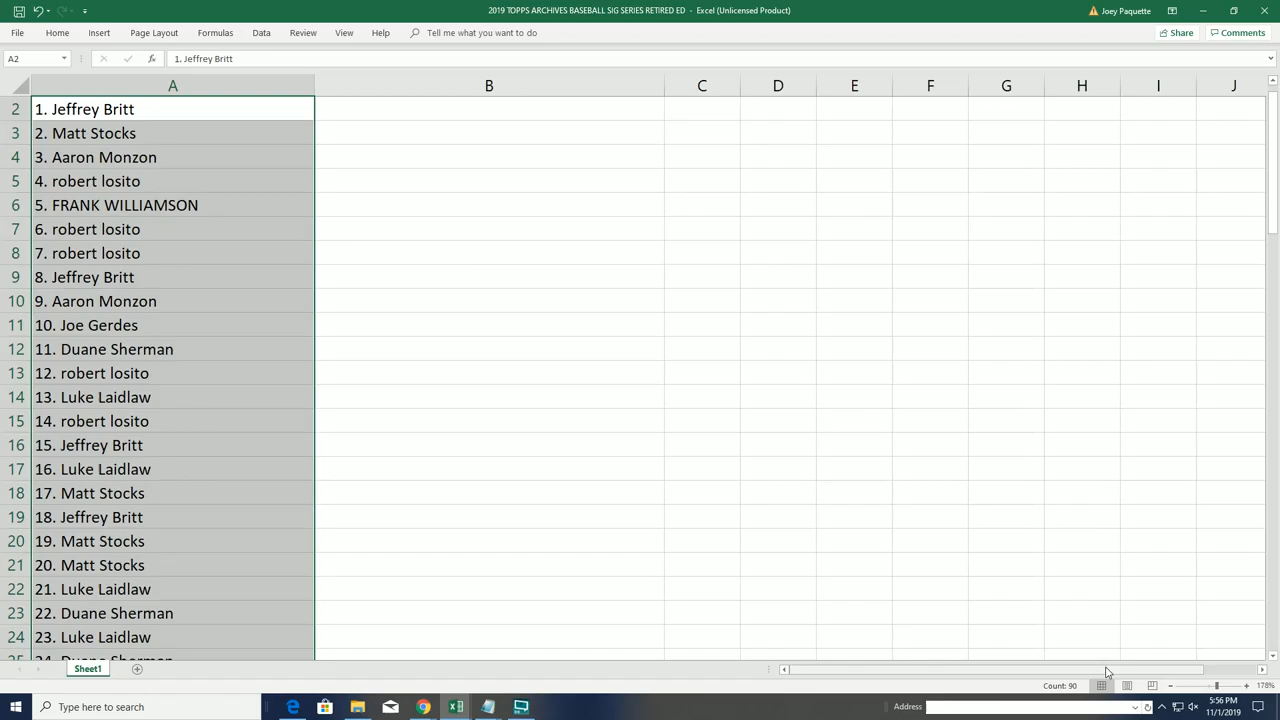 2019 TOPPS ARCHIVES BASEBALL SIG SERIES RETIRED ED - Excel (Unlicensed Product)
Joey Paquette
File Home Insert Page Layout Formulas Data Review View Help Tell me what you want to do
Share Comments
A2 fx 1. Jeffrey Britt
A B C D E F G H I J
2 1. Jeffrey Britt
3 2. Matt Stocks
4 3. Aaron Monzon
5 4. robert losito
6 5. FRANK WILLIAMSON
7 6. robert losito
8 7. robert losito
9 8. Jeffrey Britt
10 9. Aaron Monzon
11 10. Joe Gerdes
12 11. Duane Sherman
13 12. robert losito
14 13. Luke Laidlaw
15 14. robert losito
16 15. Jeffrey Britt
17 16. Luke Laidlaw
18 17. Matt Stocks
19 18. Jeffrey Britt
20 19. Matt Stocks
21 20. Matt Stocks
22 21. Luke Laidlaw
23 22. Duane Sherman
24 23. Luke Laidlaw
24. Duane Sherman
Sheet1
Count: 90 178%
Type here to search
Address
5:56 PM
11/1/2019